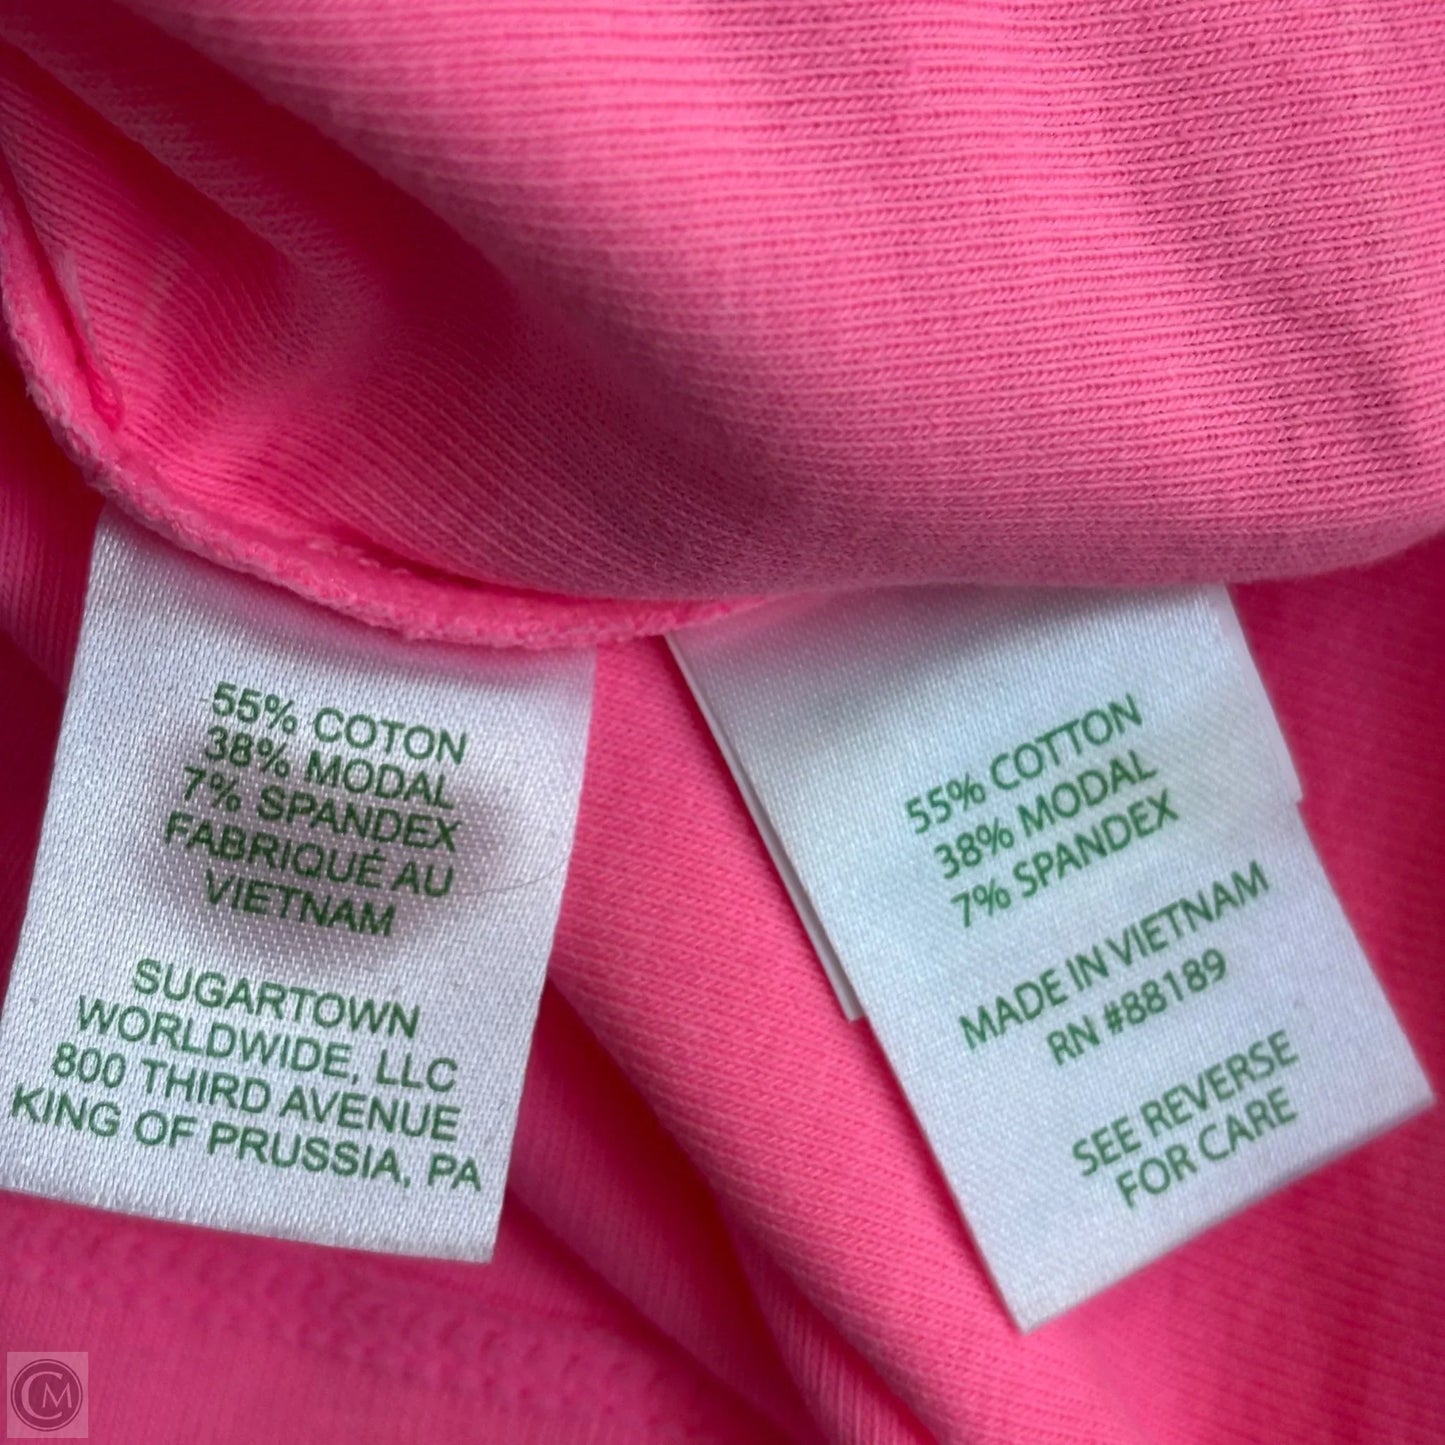 55% COTON
38% MODAL
7% SPANDEX
FABRIQUÉ AU
VIETNAM
SUGARTOWN
WORLDWIDE, LLC
800 THIRD AVENUE
KING OF PRUSSIA, PA
55% COTTON
38% MODAL
7% SPANDEX
MADE IN VIETNAM
RN #88189
SEE REVERSE
FOR CARE
CM